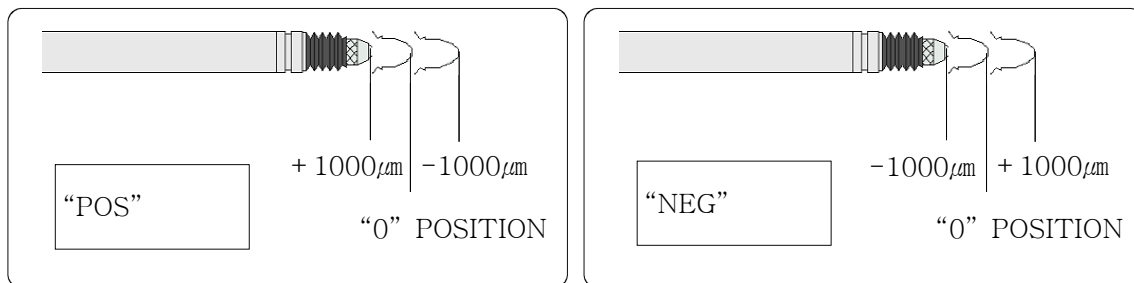 + 1000㎛ -1000㎛
“POS”
“0” POSITION
-1000㎛ + 1000㎛
“NEG”
“0” POSITION